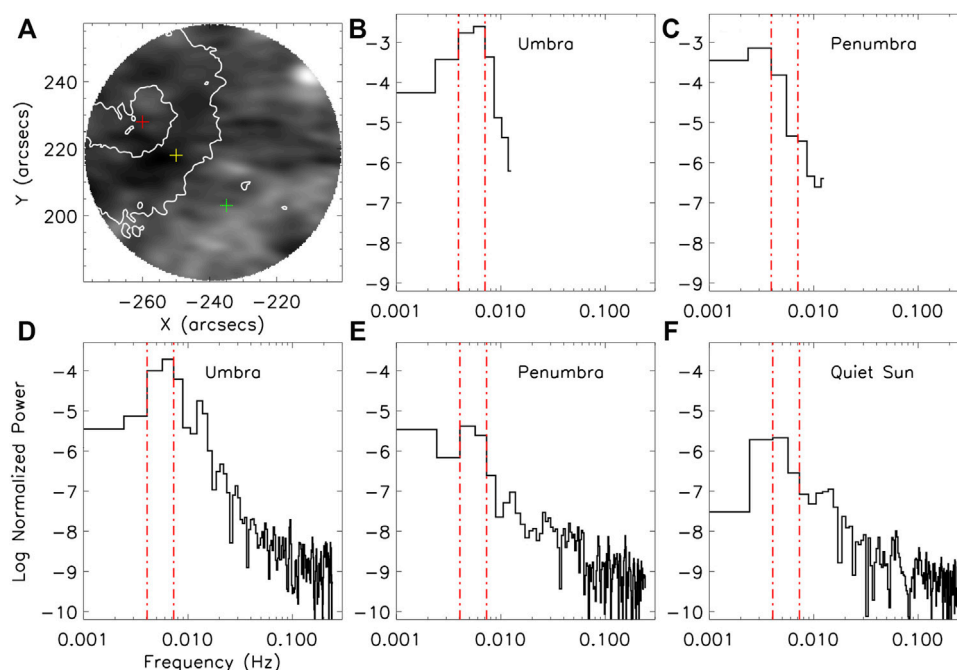 A
B
C
Y (arcsecs)
240
220
200
-260 -240 -220
X (arcsecs)
Umbra
-3
-4
-5
-6
-7
-8
-9
0.001 0.010 0.100
Penumbra
-3
-4
-5
-6
-7
-8
-9
0.001 0.010 0.100
D
E
F
Log Normalized Power
Umbra
-4
-5
-6
-7
-8
-9
-10
0.001 0.010 0.100
Frequency (Hz)
Penumbra
-4
-5
-6
-7
-8
-9
-10
0.001 0.010 0.100
Quiet Sun
-4
-5
-6
-7
-8
-9
-10
0.001 0.010 0.100